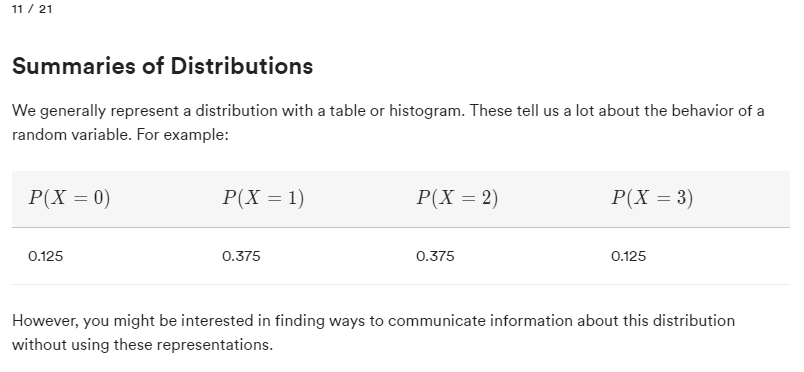 11 / 21
Summaries of Distributions
We generally represent a distribution with a table or histogram. These tell us a lot about the behavior of a
random variable. For example:
P(X = 0) P(X = 1) P(X = 2) P(X = 3)
0.125 0.375 0.375 0.125
However, you might be interested in finding ways to communicate information about this distribution
without using these representations.